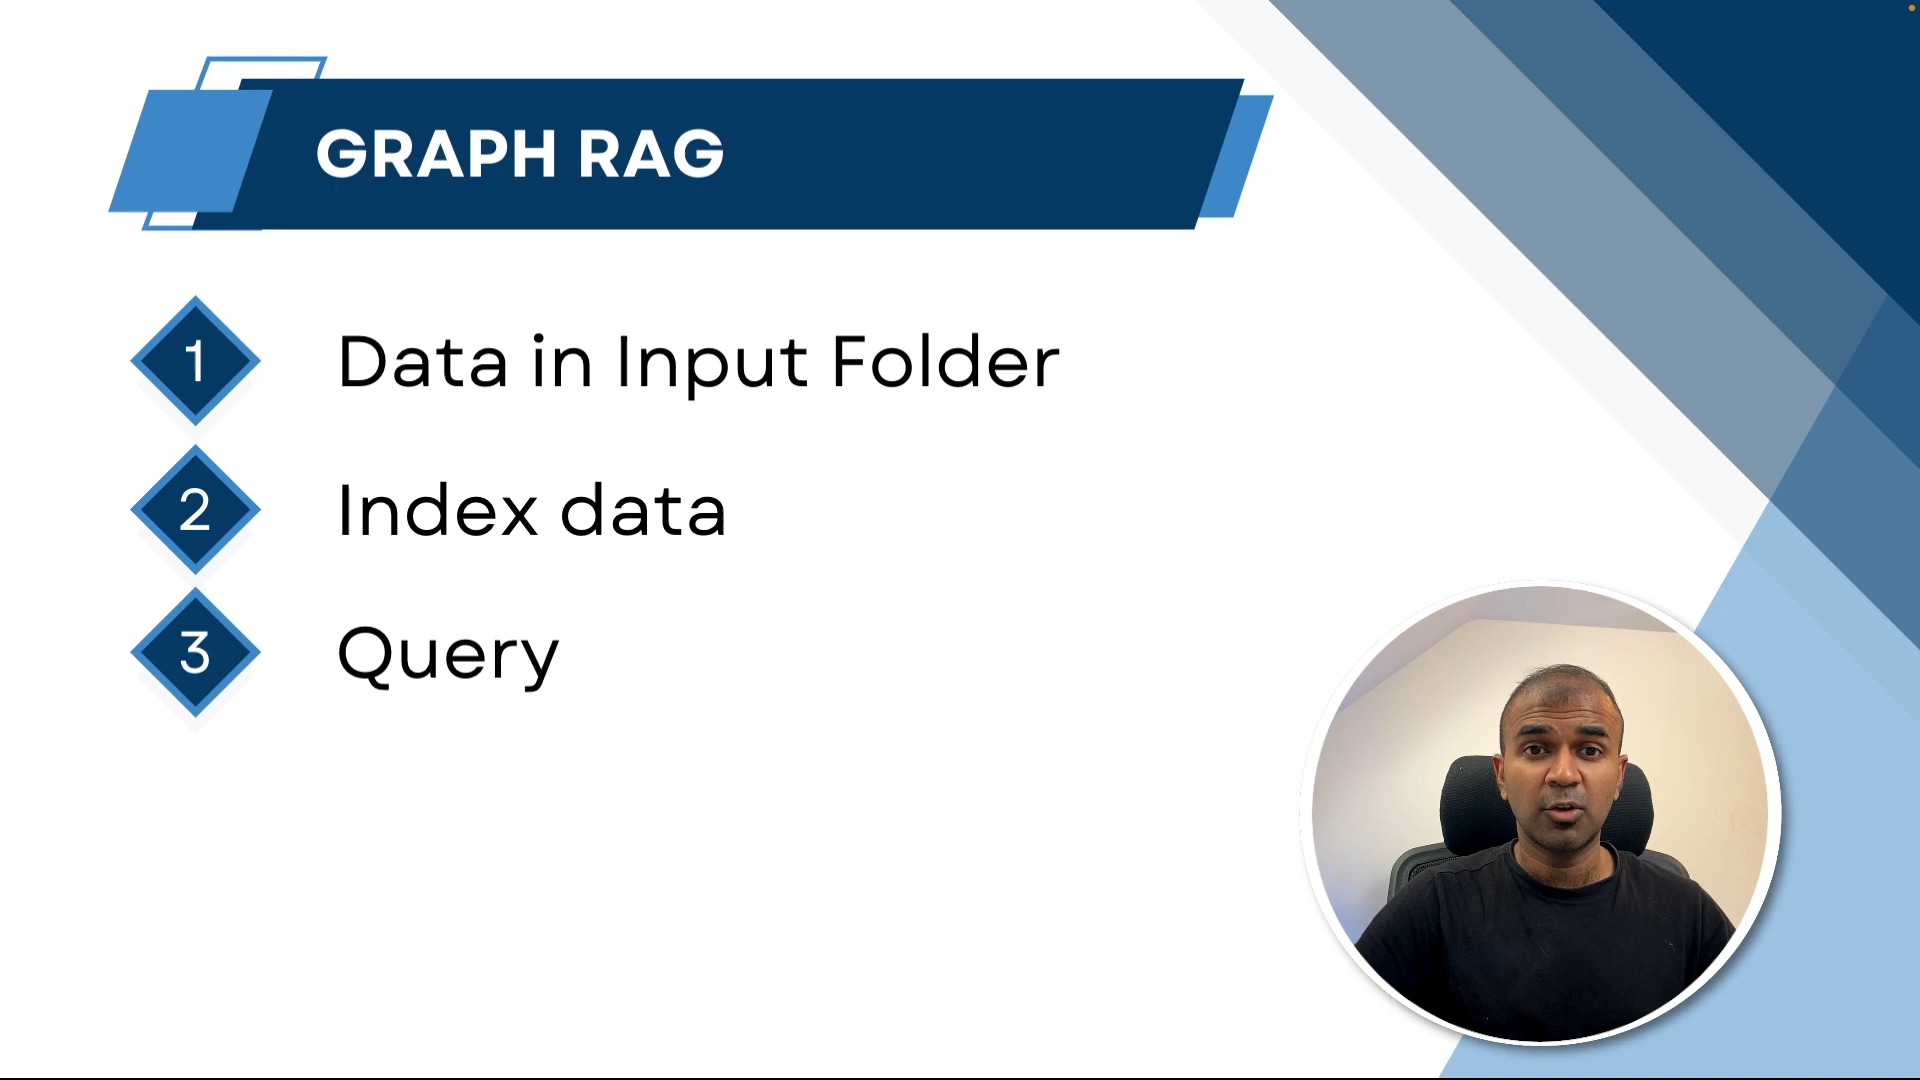 GRAPH RAG
1 Data in Input Folder
2 Index data
3 Query